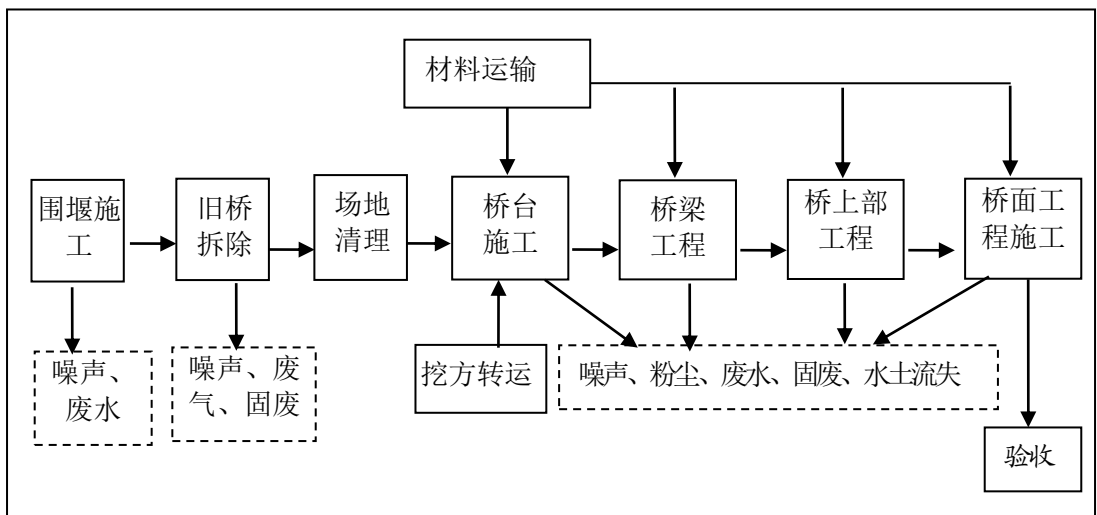 材料运输
围堰施
工
旧桥
拆除
场地
清理
桥台
施工
桥梁
工程
桥上部
工程
桥面工
程施工
噪声、
废水
噪声、废
气、固废
挖方转运
噪声、粉尘、废水、固废、水土流失
验收